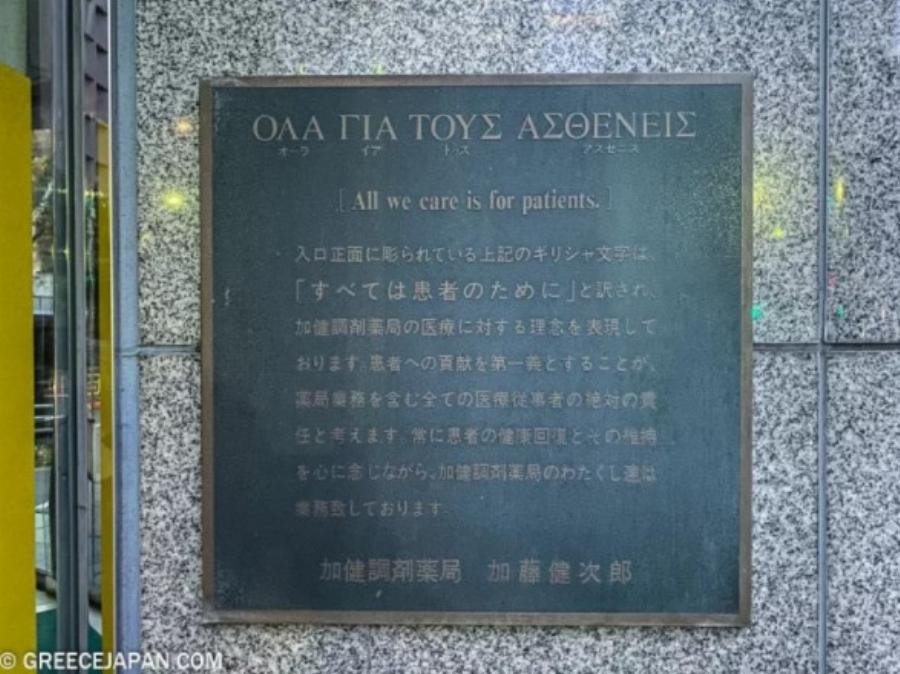 ΟΛΑ ΓΙΑ ΤΟΥΣ ΑΣΘΕΝΕΙΣ
オーラ イア トゥス アスセニス
[ All we care is for patients. ]
入口正面に彫られている上記のギリシャ文字は、
「すべては患者のために」と訳され、
加健調剤薬局の医療に対する理念を表現して
おります。患者への貢献を第一義とすることが、
薬局業務を含む全ての医療従事者の絶対の責
任と考えます。常に患者の健康回復とその維持
を心に念じながら、加健調剤薬局のわたくし達は
業務致しております。
加健調剤薬局 加藤健次郎
© GREECEJAPAN.COM